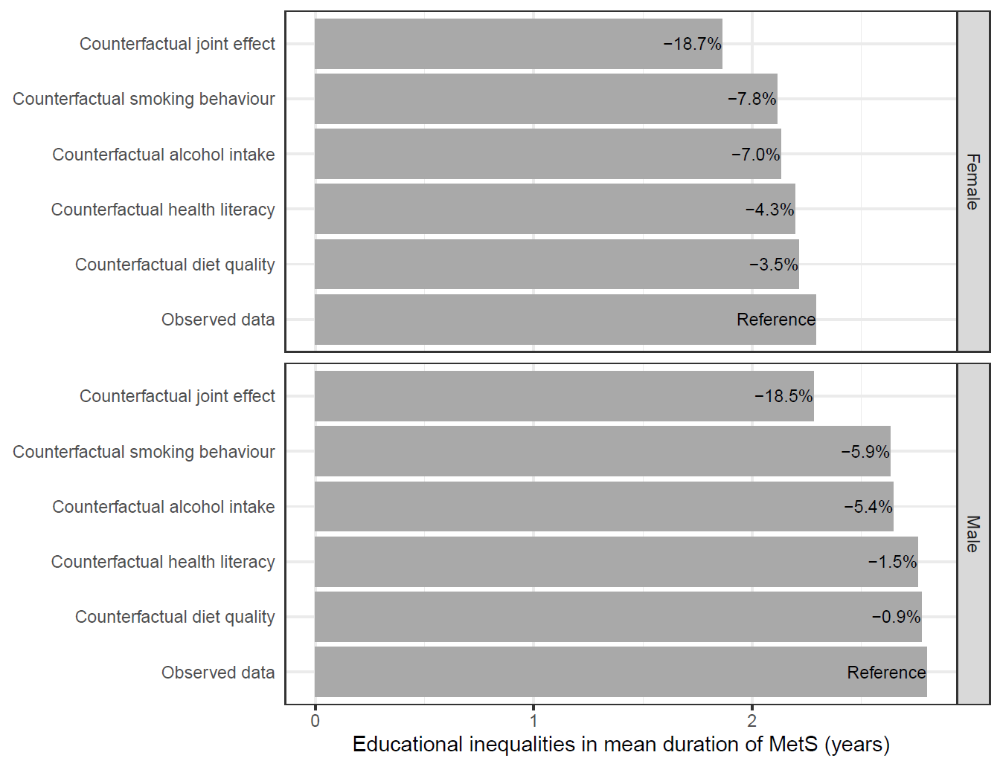 Counterfactual joint effect
−18.7%
Counterfactual smoking behaviour
−7.8%
Counterfactual alcohol intake
−7.0%
Counterfactual health literacy
−4.3%
Counterfactual diet quality
−3.5%
Observed data
Reference
Female
Counterfactual joint effect
−18.5%
Counterfactual smoking behaviour
−5.9%
Counterfactual alcohol intake
−5.4%
Counterfactual health literacy
−1.5%
Counterfactual diet quality
−0.9%
Observed data
Reference
Male
0 1 2
Educational inequalities in mean duration of MetS (years)